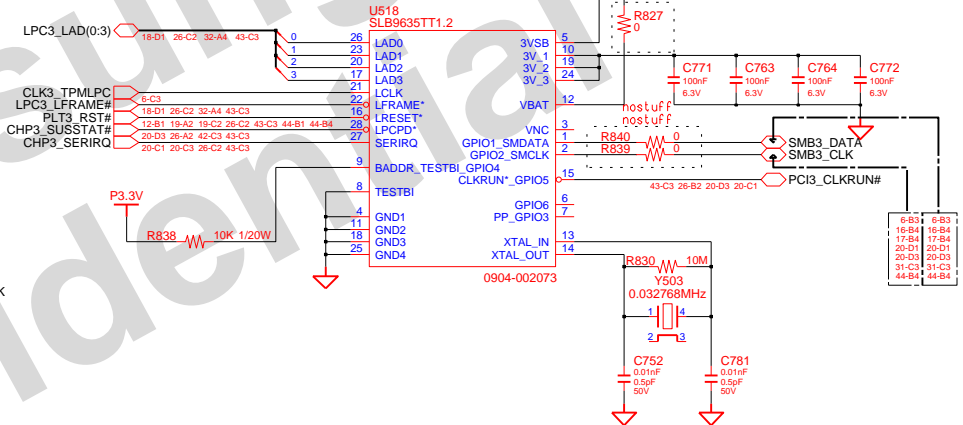 U518
SLB9635TT1.2
R827
0
LPC3_LAD(0:3)
18-D1 26-C2 32-A4 43-C3
0
1
2
3
26
23
20
17
21
22
16
28
27
9
8
4
11
18
25
LAD0
LAD1
LAD2
LAD3
LCLK
LFRAME*
LRESET*
LPCPD*
SERIRQ
BADDR_TESTBI_GPIO4
TESTBI
GND1
GND2
GND3
GND4
3VSB
3V_1
3V_2
3V_3
VBAT
VNC
GPIO1_SMDATA
GPIO2_SMCLK
CLKRUN*_GPIO5
GPIO6
PP_GPIO3
XTAL_IN
XTAL_OUT
5
10
19
24
12
3
1
2
15
6
7
13
14
0904-002073
CLK3_TPMLPC
6-C3
LPC3_LFRAME#
18-D1 26-C2 32-A4 43-C3
PLT3_RST#
12-B1 19-A2 19-C2 26-C2 43-C3 44-B1 44-B4
CHP3_SUSSTAT#
20-D3 26-A2 42-C3 43-C3
CHP3_SERIRQ
20-C1 20-C3 26-C2 43-C3
P3.3V
R838
10K 1/20W
C771
100nF
6.3V
C763
100nF
6.3V
C764
100nF
6.3V
C772
100nF
6.3V
nostuff
nostuff
R840
0
R839
0
SMB3_DATA
SMB3_CLK
PCI3_CLKRUN#
43-C3 26-B2 20-D3 20-C1
6-B3 6-B3
16-B4 16-B4
17-B4 17-B4
20-D1 20-D1
20-D3 20-D3
31-C3 31-C3
44-B4 44-B4
R830
10M
Y503
0.032768MHz
1
4
2
3
C752
0.01nF
0.5pF
50V
C781
0.01nF
0.5pF
50V
K